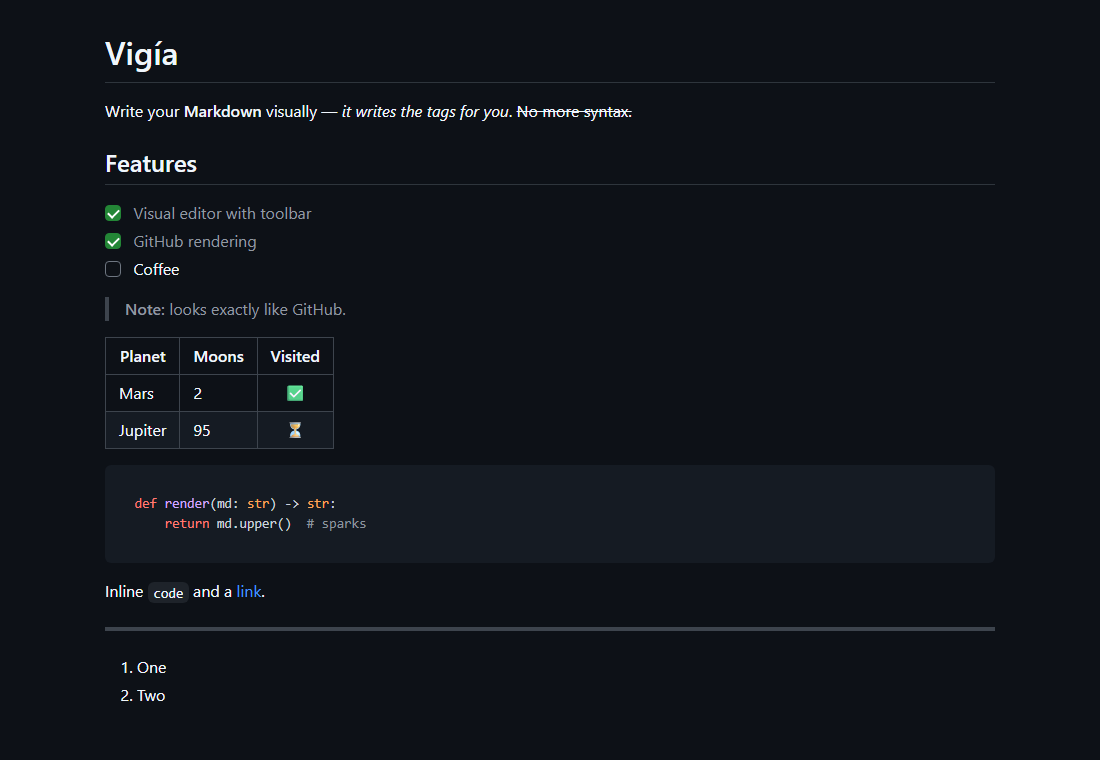 Vigía
Write your Markdown visually — it writes the tags for you. No more syntax.
Features
Visual editor with toolbar
GitHub rendering
Coffee
Note: looks exactly like GitHub.
Planet Moons Visited
Mars 2 ✅
Jupiter 95 ⏳
def render(md: str) -> str:
    return md.upper()  # sparks
Inline code and a link.
1. One
2. Two